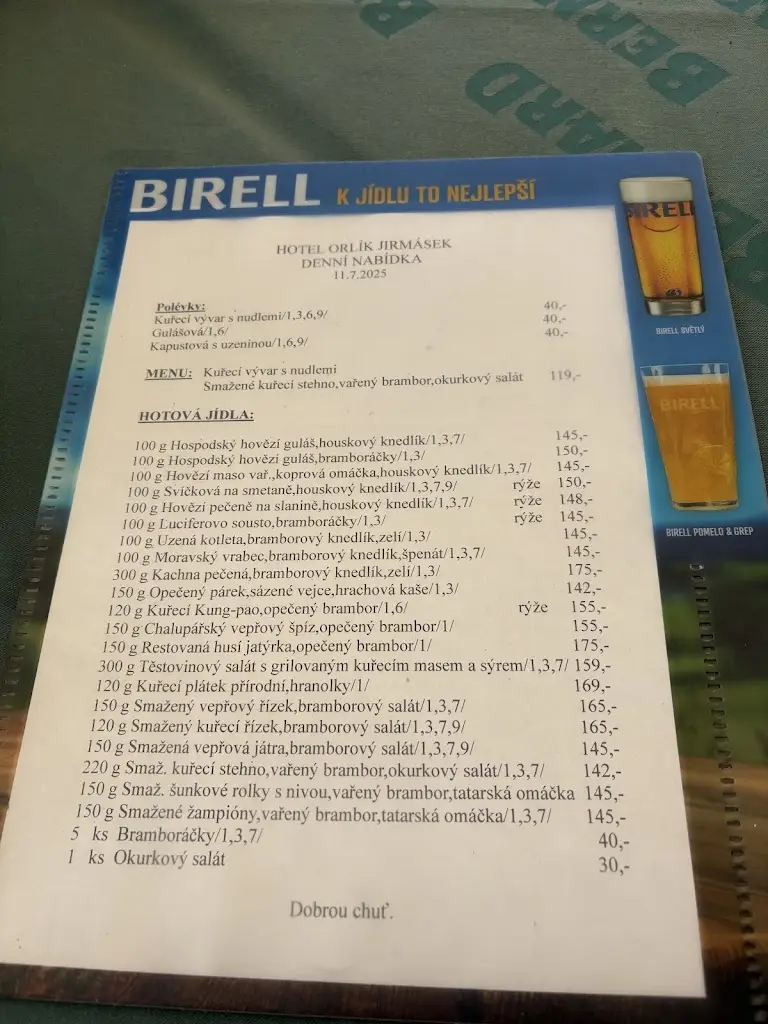 BERNARD
BIRELL K JÍDLU TO NEJLEPŠÍ
HOTEL ORLÍK JIRMÁSEK
DENNÍ NABÍDKA
11.7.2025
Polévky:
Kuřecí vývar s nudlemi/1,3,6,9/ 40,-
Gulášová/1,6/ 40,-
Kapustová s uzeninou/1,6,9/ 40,-
MENU: Kuřecí vývar s nudlemi
Smažené kuřecí stehno,vařený brambor,okurkový salát 119,-
HOTOVÁ JÍDLA:
100 g Hospodský hovězí guláš,houskový knedlík/1,3,7/ 145,-
100 g Hospodský hovězí guláš,bramboráčky/1,3/ 150,-
100 g Hovězí maso vař.,koprová omáčka,houskový knedlík/1,3,7/ 145,-
100 g Svíčková na smetaně,houskový knedlík/1,3,7,9/ rýže 150,-
100 g Hovězí pečeně na slanině,houskový knedlík/1,3,7/ rýže 148,-
100 g Luciferovo sousto,bramboráčky/1,3/ rýže 145,-
100 g Uzená kotleta,bramborový knedlík,zelí/1,3/ 145,-
100 g Moravský vrabec,bramborový knedlík,špenát/1,3,7/ 145,-
300 g Kachna pečená,bramborový knedlík,zelí/1,3/ 175,-
150 g Opečený párek,sázené vejce,hrachová kaše/1,3/ 142,-
120 g Kuřecí Kung-pao,opečený brambor/1,6/ rýže 155,-
150 g Chalupářský vepřový špíz,opečený brambor/1/ 155,-
150 g Restovaná husí jatýrka,opečený brambor/1/ 175,-
300 g Těstovinový salát s grilovaným kuřecím masem a sýrem/1,3,7/ 159,-
120 g Kuřecí plátek přírodní,hranolky/1/ 169,-
150 g Smažený vepřový řízek,bramborový salát/1,3,7/ 165,-
120 g Smažený kuřecí řízek,bramborový salát/1,3,7,9/ 165,-
150 g Smažená vepřová játra,bramborový salát/1,3,7,9/ 145,-
220 g Smaž. kuřecí stehno,vařený brambor,okurkový salát/1,3,7/ 142,-
150 g Smaž. šunkové rolky s nivou,vařený brambor,tatarská omáčka 145,-
150 g Smažené žampióny,vařený brambor,tatarská omáčka/1,3,7/ 145,-
5 ks Bramboráčky/1,3,7/ 40,-
1 ks Okurkový salát 30,-
Dobrou chuť.
BIRELL
BIRELL SVĚTLÝ
BIRELL
BIRELL POMELO & GREP